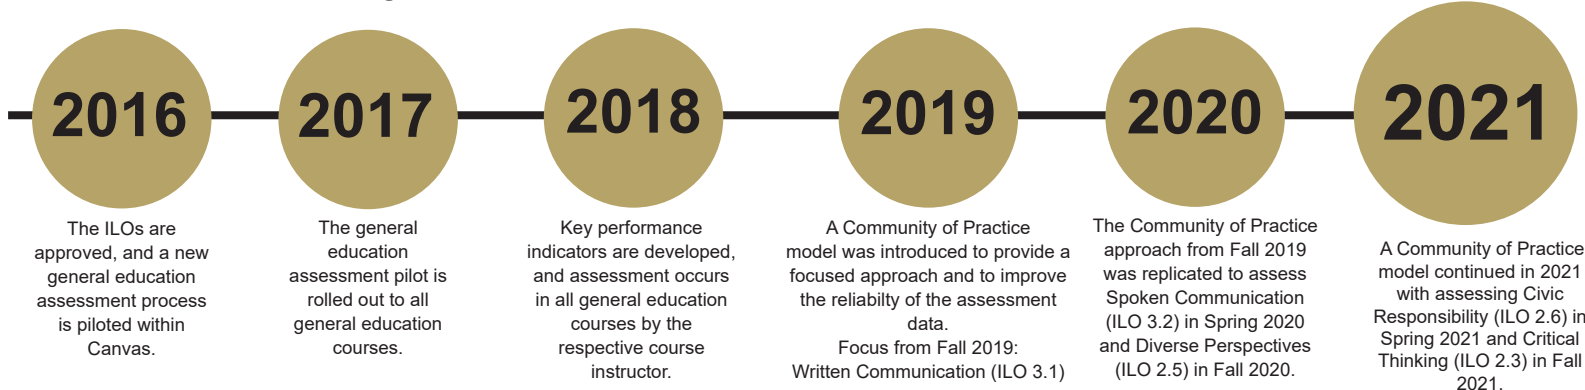 2016
The ILOs are
approved, and a new
general education
assessment process
is piloted within
Canvas.
2017
The general
education
assessment pilot is
rolled out to all
general education
courses.
2018
Key performance
indicators are developed,
and assessment occurs
in all general education
courses by the
respective course
instructor.
2019
A Community of Practice
model was introduced to provide a
focused approach and to improve
the reliabilty of the assessment
data.
Focus from Fall 2019:
Written Communication (ILO 3.1)
2020
The Community of Practice
approach from Fall 2019
was replicated to assess
Spoken Communication
(ILO 3.2) in Spring 2020
and Diverse Perspectives
(ILO 2.5) in Fall 2020.
2021
A Community of Practice
model continued in 2021
with assessing Civic
Responsibility (ILO 2.6) in
Spring 2021 and Critical
Thinking (ILO 2.3) in Fall
2021.